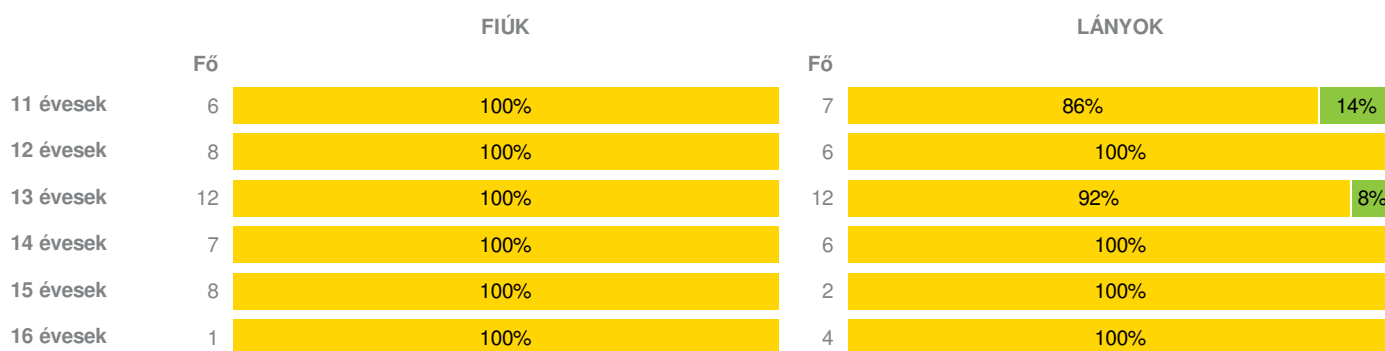 FIÚK LÁNYOK
Fő Fő
11 évesek 6 100% 7 86% 14%
12 évesek 8 100% 6 100%
13 évesek 12 100% 12 92% 8%
14 évesek 7 100% 6 100%
15 évesek 8 100% 2 100%
16 évesek 1 100% 4 100%